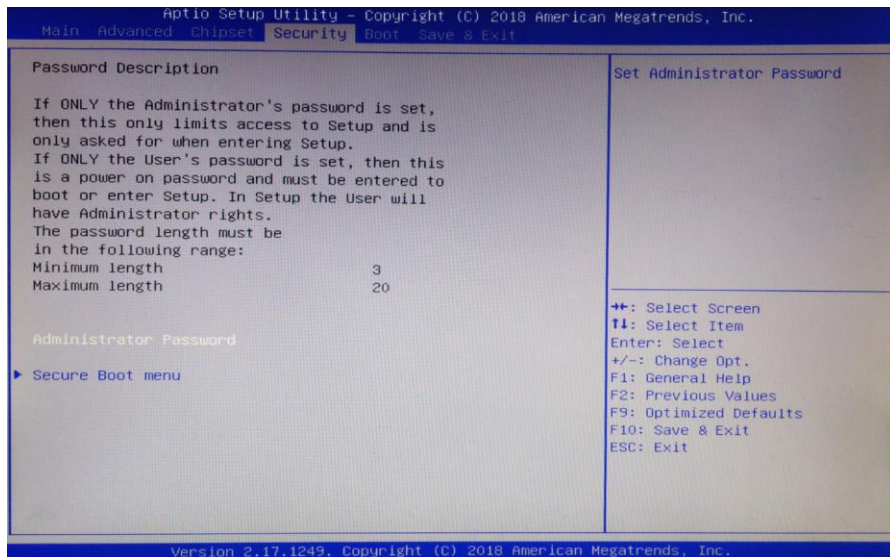 Aptio Setup Utility – Copyright (C) 2018 American Megatrends, Inc.
Main Advanced Chipset Security Boot Save & Exit
Password Description
If ONLY the Administrator's password is set,
then this only limits access to Setup and is
only asked for when entering Setup.
If ONLY the User's password is set, then this
is a power on password and must be entered to
boot or enter Setup. In Setup the User will
have Administrator rights.
The password length must be
in the following range:
Minimum length 3
Maximum length 20
Administrator Password
Secure Boot menu
Set Administrator Password
→←: Select Screen
↑↓: Select Item
Enter: Select
+/-: Change Opt.
F1: General Help
F2: Previous Values
F9: Optimized Defaults
F10: Save & Exit
ESC: Exit
Version 2.17.1249. Copyright (C) 2018 American Megatrends, Inc.